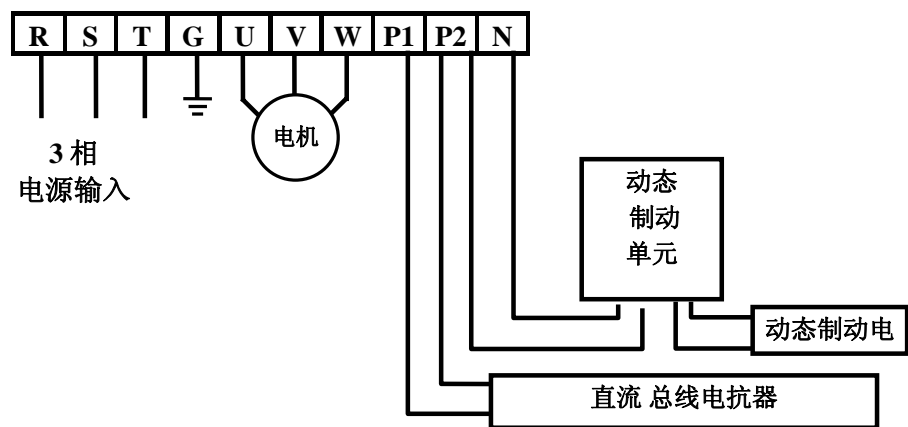 R S T G U V W P1 P2 N
3 相
电源输入
电机
动态
制动
单元
动态制动电
直流 总线电抗器